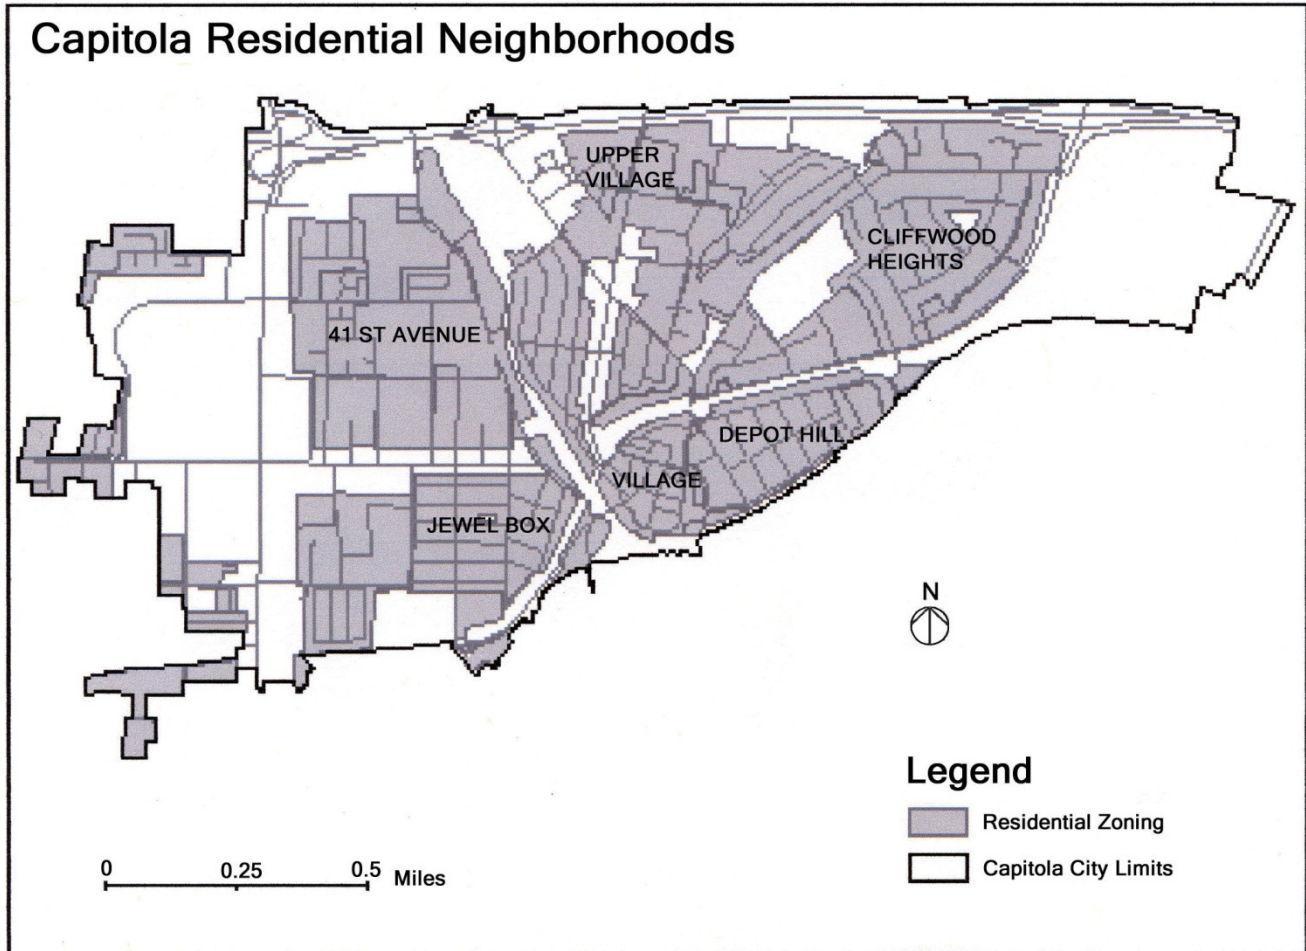 Capitola Residential Neighborhoods
UPPER
VILLAGE
CLIFFWOOD
HEIGHTS
41 ST AVENUE
DEPOT HILL
VILLAGE
JEWEL BOX
N
Legend
Residential Zoning
Capitola City Limits
0 0.25 0.5 Miles